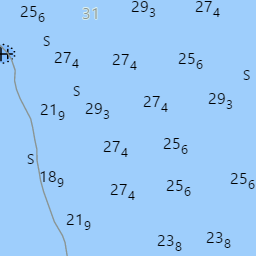 25₆ 31 29₃ 27₄
S
27₄ 27₄ 25₆
S
S
21₉ 29₃ 27₄ 29₃
27₄ 25₆
S
18₉ 27₄ 25₆ 25₆
21₉
23₈ 23₈